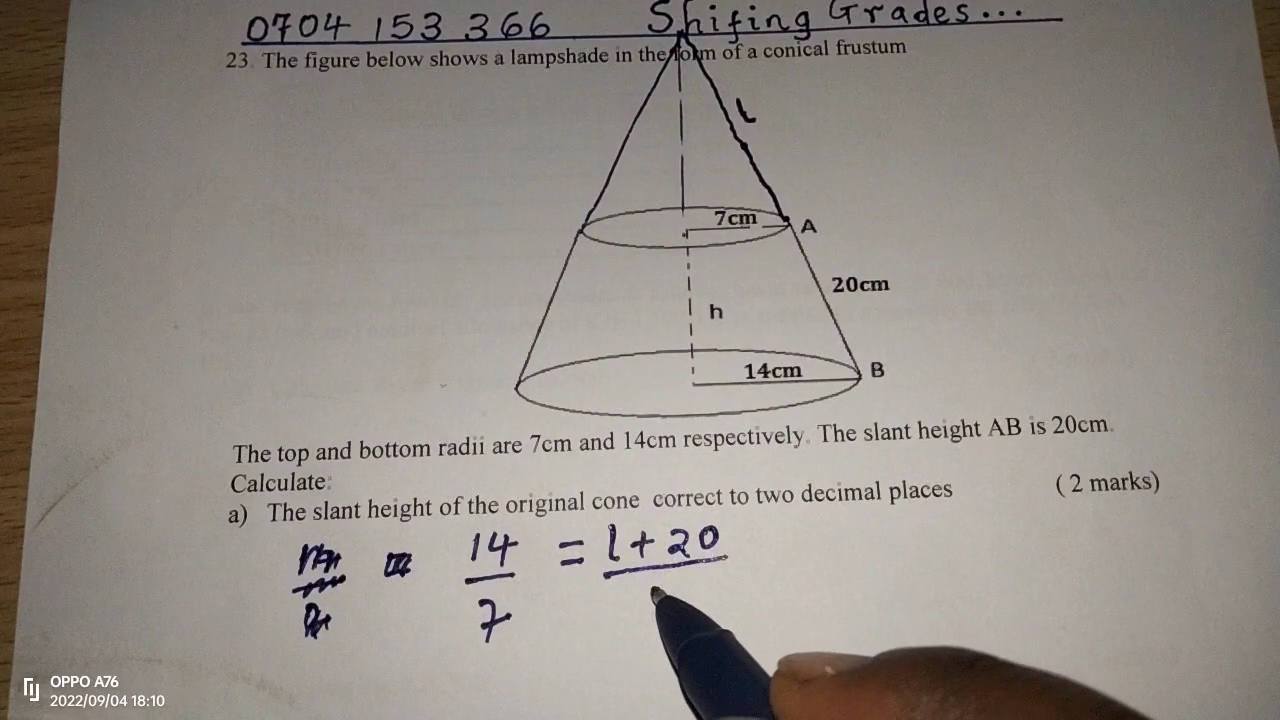 0704 153 366 Shifing Grades...
23. The figure below shows a lampshade in the form of a conical frustum
l
7cm
A
20cm
h
14cm
B
The top and bottom radii are 7cm and 14cm respectively. The slant height AB is 20cm.
Calculate:
a) The slant height of the original cone correct to two decimal places ( 2 marks)
14 = l + 20
7
OPPO A76
2022/09/04 18:10